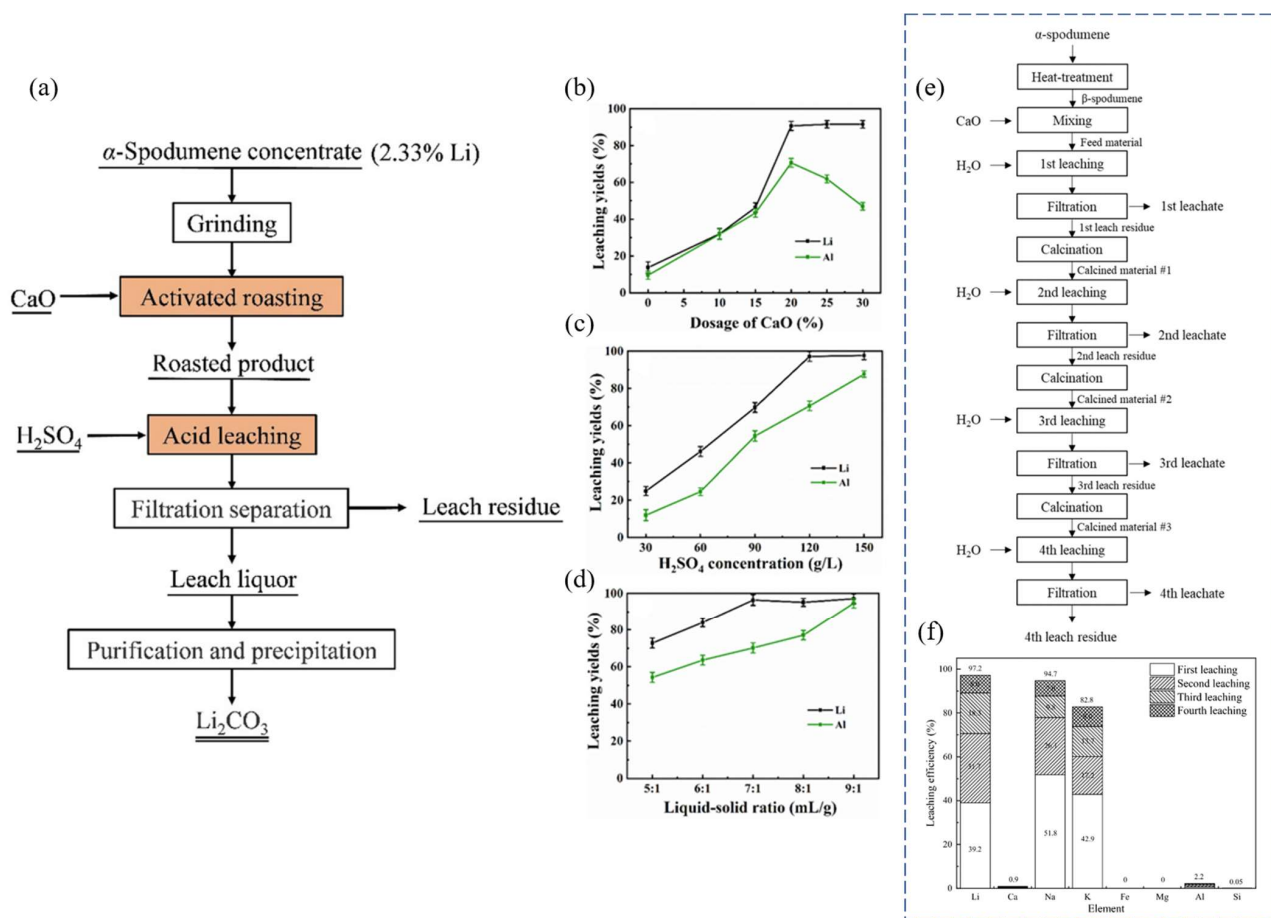 (a)
α-Spodumene concentrate (2.33% Li)
Grinding
CaO
Activated roasting
Roasted product
H2SO4
Acid leaching
Filtration separation
Leach residue
Leach liquor
Purification and precipitation
Li2CO3
(b)
Leaching yields (%)
100
80
60
40
20
0
Li
Al
0 5 10 15 20 25 30
Dosage of CaO (%)
(c)
Leaching yields (%)
100
80
60
40
20
0
Li
Al
30 60 90 120 150
H2SO4 concentration (g/L)
(d)
Leaching yields (%)
100
80
60
40
20
0
Li
Al
5:1 6:1 7:1 8:1 9:1
Liquid-solid ratio (mL/g)
(e)
α-spodumene
Heat-treatment
β-spodumene
CaO
Mixing
Feed material
H2O
1st leaching
Filtration
1st leachate
1st leach residue
Calcination
Calcined material #1
H2O
2nd leaching
Filtration
2nd leachate
2nd leach residue
Calcination
Calcined material #2
H2O
3rd leaching
Filtration
3rd leachate
3rd leach residue
Calcination
Calcined material #3
H2O
4th leaching
Filtration
4th leachate
4th leach residue
(f)
Leaching efficiency (%)
100
80
60
40
20
0
First leaching
Second leaching
Third leaching
Fourth leaching
97.2
31.7
39.2
0.9
94.7
26.1
51.8
82.8
17.2
42.9
0
0
2.2
0.05
Li Ca Na K Fe Mg Al Si
Element